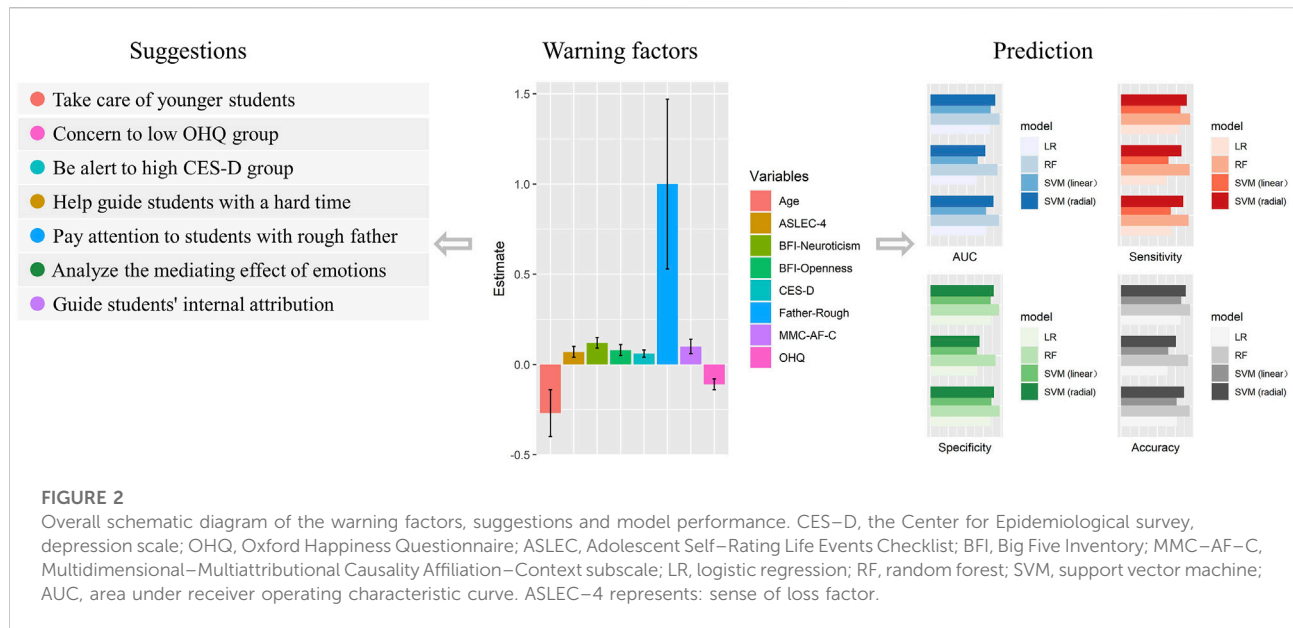 Suggestions
Take care of younger students
Concern to low OHQ group
Be alert to high CES-D group
Help guide students with a hard time
Pay attention to students with rough father
Analyze the mediating effect of emotions
Guide students' internal attribution
Warning factors
1.5
1.0
0.5
0.0
-0.5
Estimate
Variables
Age
ASLEC-4
BFI-Neuroticism
BFI-Openness
CES-D
Father-Rough
MMC-AF-C
OHQ
Prediction
model
LR
RF
SVM (linear）
SVM (radial)
AUC
model
LR
RF
SVM (linear）
SVM (radial)
Sensitivity
model
LR
RF
SVM (linear）
SVM (radial)
Specificity
model
LR
RF
SVM (linear）
SVM (radial)
Accuracy
FIGURE 2
Overall schematic diagram of the warning factors, suggestions and model performance. CES–D, the Center for Epidemiological survey,
depression scale; OHQ, Oxford Happiness Questionnaire; ASLEC, Adolescent Self–Rating Life Events Checklist; BFI, Big Five Inventory; MMC–AF–C,
Multidimensional–Multiattributional Causality Affiliation–Context subscale; LR, logistic regression; RF, random forest; SVM, support vector machine;
AUC, area under receiver operating characteristic curve. ASLEC–4 represents: sense of loss factor.